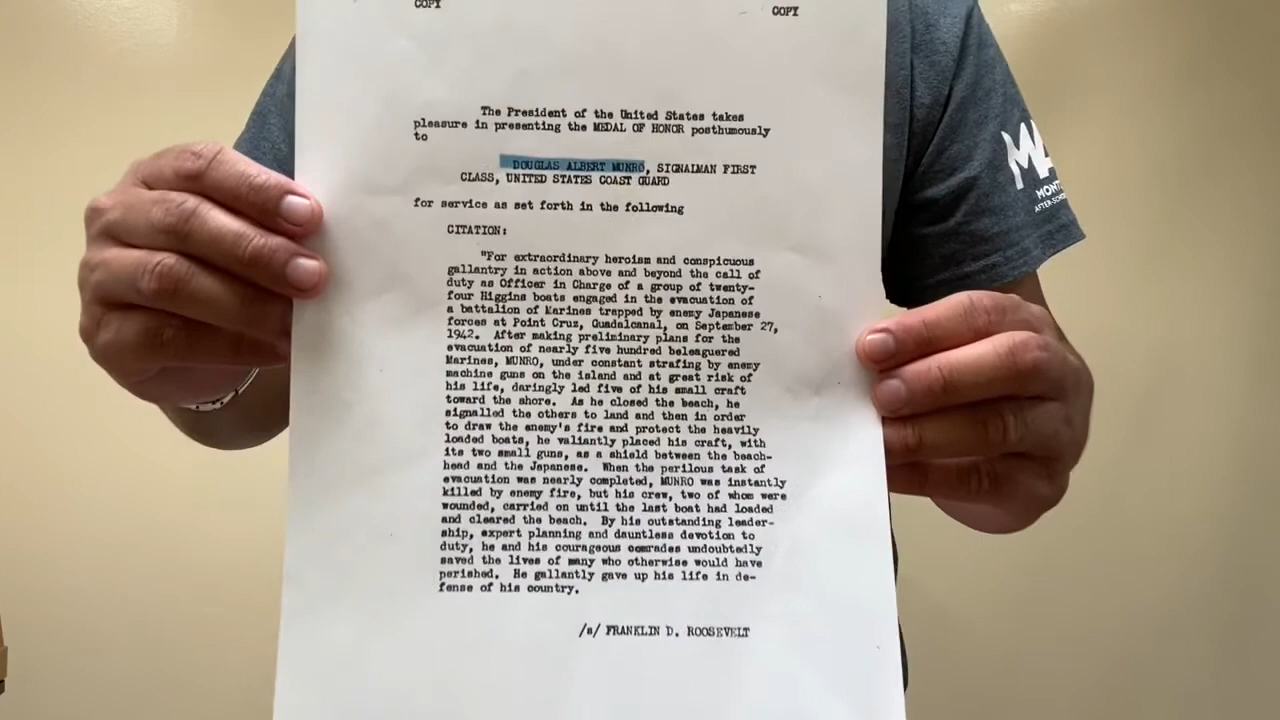 COPY
COPY
The President of the United States takes
pleasure in presenting the MEDAL OF HONOR posthumously
to
DOUGLAS ALBERT MUNRO, SIGNALMAN FIRST
CLASS, UNITED STATES COAST GUARD
for service as set forth in the following
CITATION:
"For extraordinary heroism and conspicuous
gallantry in action above and beyond the call of
duty as Officer in Charge of a group of twenty-
four Higgins boats engaged in the evacuation of
a battalion of Marines trapped by enemy Japanese
forces at Point Cruz, Guadalcanal, on September 27,
1942. After making preliminary plans for the
evacuation of nearly five hundred beleaguered
Marines, MUNRO, under constant strafing by enemy
machine guns on the island and at great risk of
his life, daringly led five of his small craft
toward the shore. As he closed the beach, he
signalled the others to land and then in order
to draw the enemy's fire and protect the heavily
loaded boats, he valiantly placed his craft, with
its two small guns, as a shield between the beach-
head and the Japanese. When the perilous task of
evacuation was nearly completed, MUNRO was instantly
killed by enemy fire, but his crew, two of whom were
wounded, carried on until the last boat had loaded
and cleared the beach. By his outstanding leader-
ship, expert planning and dauntless devotion to
duty, he and his courageous comrades undoubtedly
saved the lives of many who otherwise would have
perished. He gallantly gave up his life in de-
fense of his country.
/s/ FRANKLIN D. ROOSEVELT